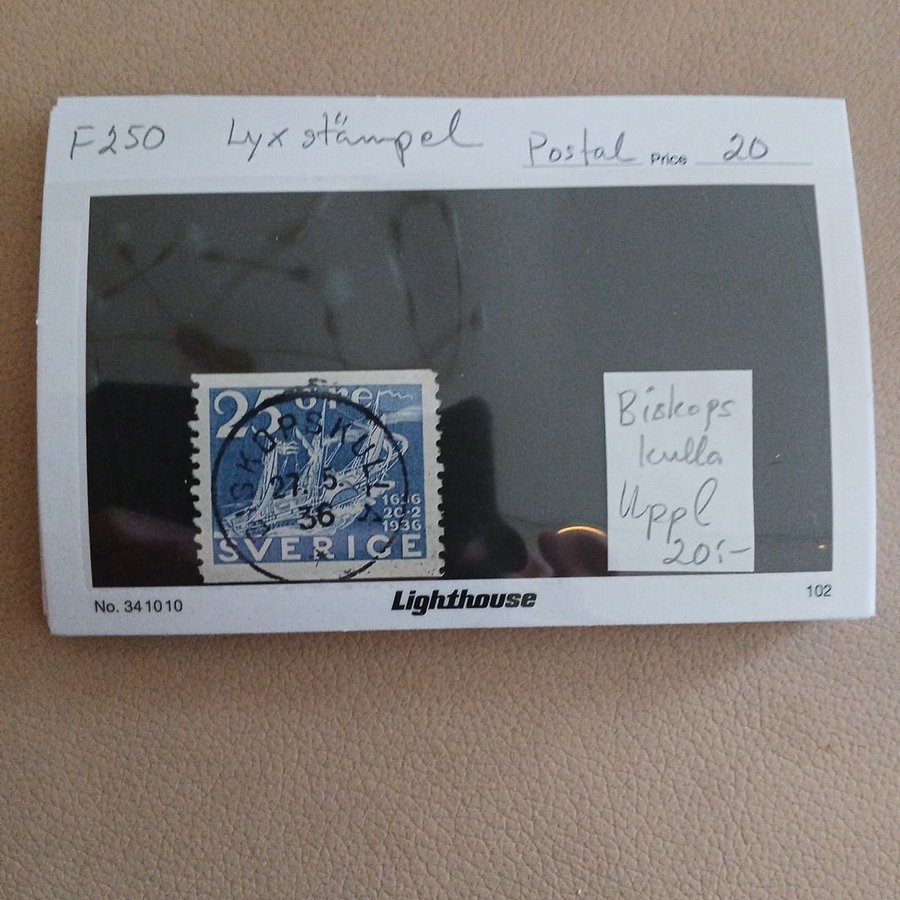 F250 Lyxstämpel Postal Price 20
25 öre
BISKOPSKULLA
27.5.
36
1636
20-2
1936
SVERIGE
Biskops
kulla
Uppl
20:-
No. 341010 Lighthouse 102